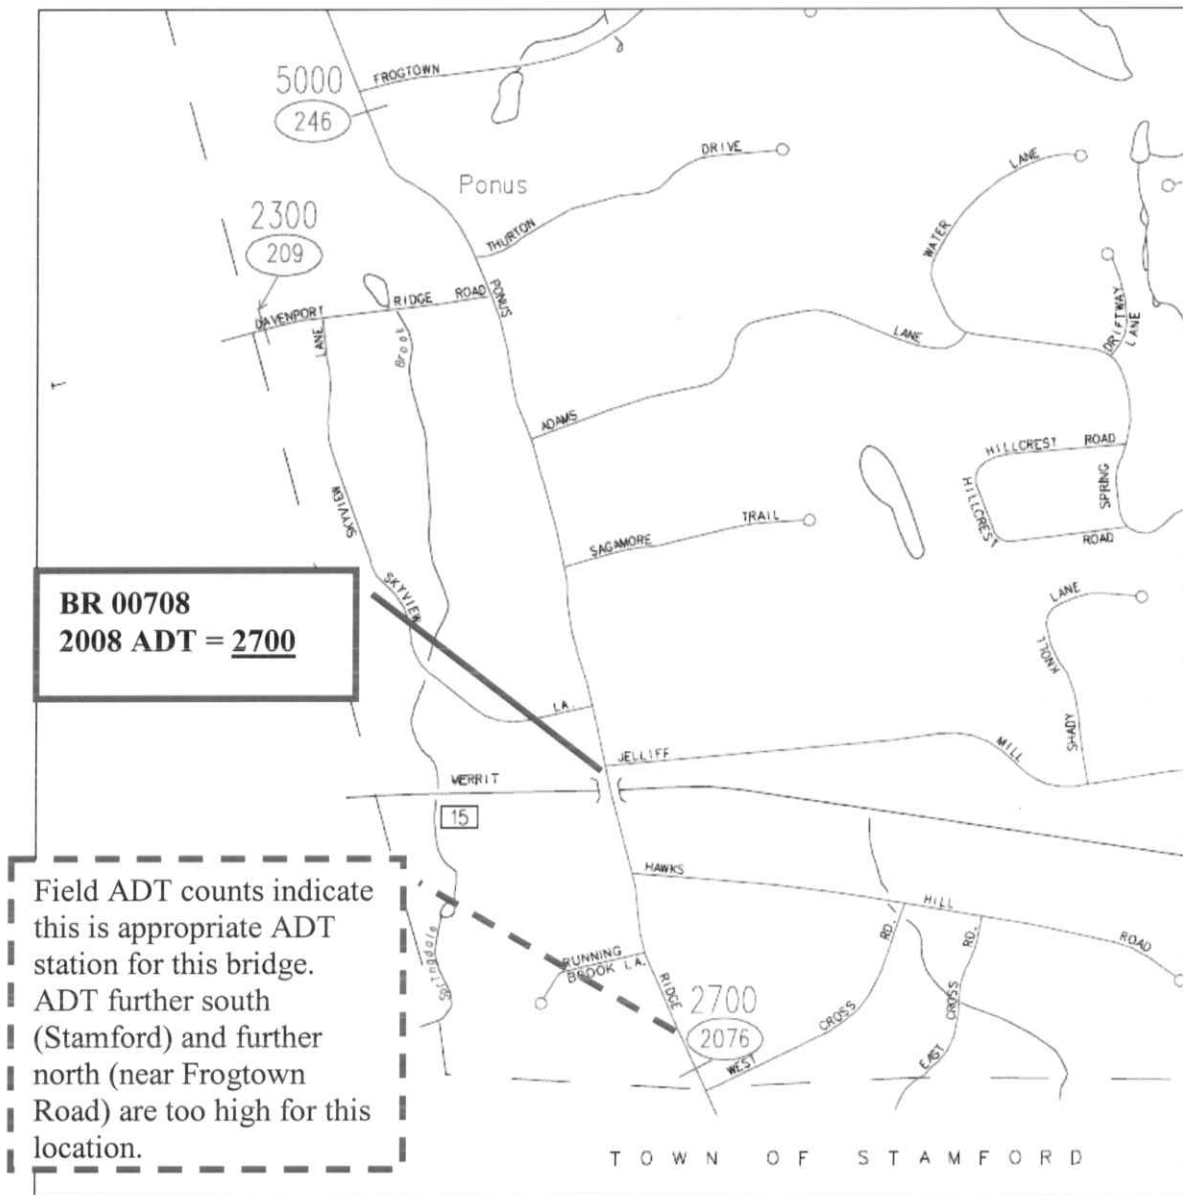 5000
246
FROGTOWN
Ponus
DRIVE
THURTON
2300
209
DAVENPORT RIDGE ROAD
PONUS
LANE
Brook
WATER
LANE
DRIFTWAY
LANE
T
ADAMS
LANE
HILLCREST ROAD
HILLCREST
ROAD
SPRING
SKYVIEW
SAGAMORE TRAIL
BR 00708
2008 ADT = 2700
SKYVIEW
LA.
LANE
KNOLL
SHADY
JELLIFF
MILL
MERRIT
15
HAWKS
HILL
ROAD
Field ADT counts indicate
this is appropriate ADT
station for this bridge.
ADT further south
(Stamford) and further
north (near Frogtown
Road) are too high for this
location.
RUNNING
BROOK LA.
RIDGE
2700
2076
WEST CROSS RD.
EAST CROSS RD.
TOWN OF STAMFORD